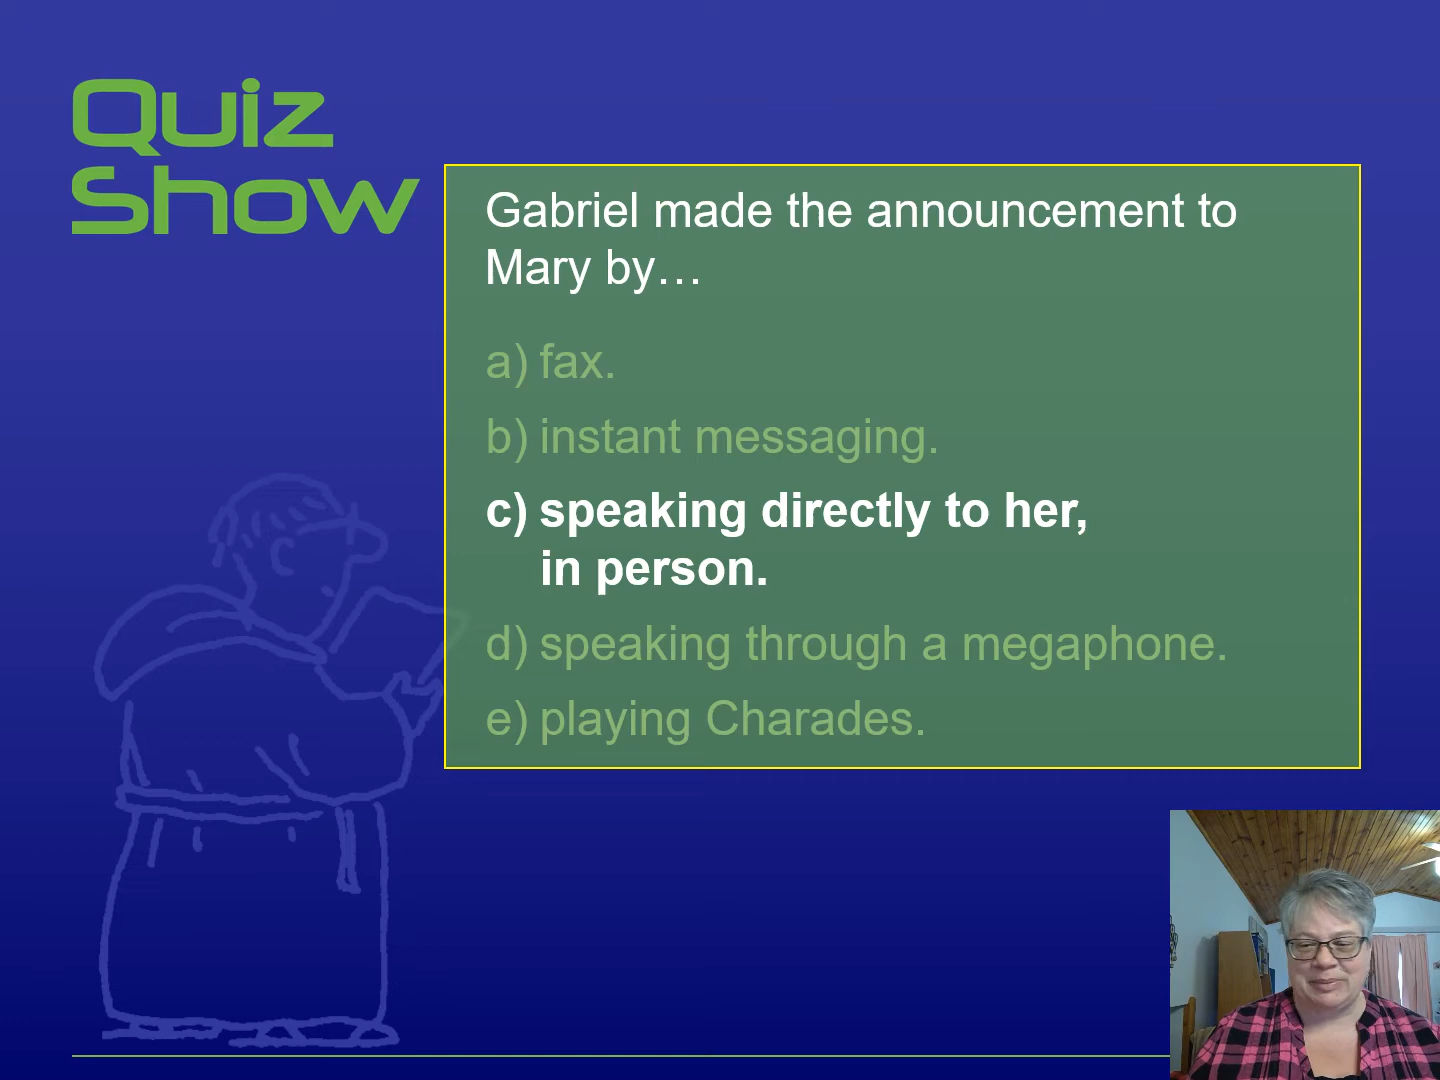 Quiz
Show
Gabriel made the announcement to
Mary by…
a) fax.
b) instant messaging.
c) speaking directly to her,
in person.
d) speaking through a megaphone.
e) playing Charades.